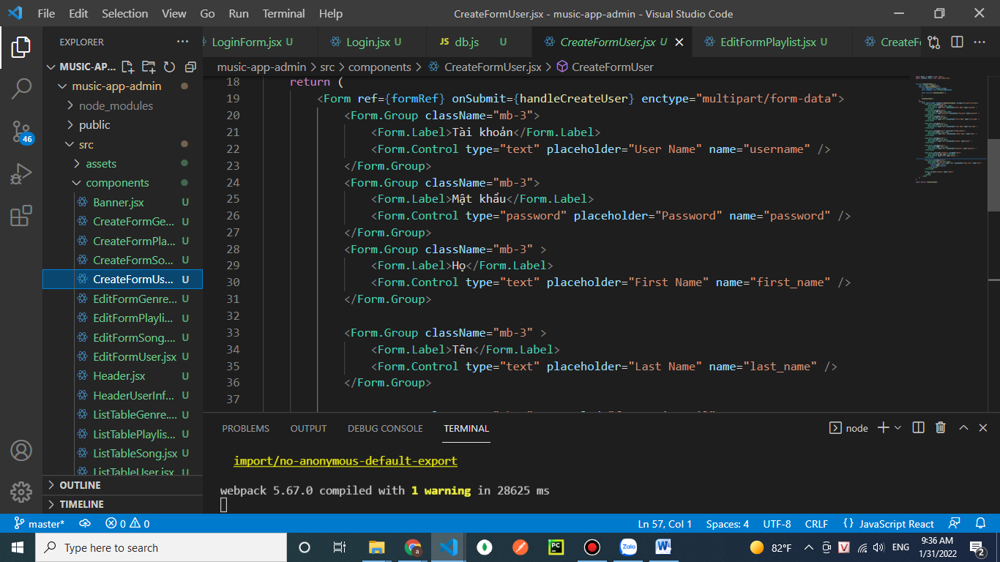 File Edit Selection View Go Run Terminal Help
CreateFormUser.jsx - music-app-admin - Visual Studio Code
EXPLORER ···
LoginForm.jsx U
Login.jsx U
JS db.js U
CreateFormUser.jsx U
EditFormPlaylist.jsx U
CreateFo
MUSIC-AP...
music-app-admin > src > components > CreateFormUser.jsx > CreateFormUser
music-app-admin
node_modules
public
src
assets
components
Banner.jsx U
CreateFormGe... U
CreateFormPla... U
CreateFormSo... U
CreateFormUs... U
EditFormGenre... U
EditFormPlayli... U
EditFormSong.... U
EditFormUser.jsx U
Header.jsx U
HeaderUserInf... U
ListTableGenre.... U
ListTablePlaylis... U
ListTableSong.jsx U
ListTableUser.jsx U
OUTLINE
TIMELINE
46
18 return (
19 <Form ref={formRef} onSubmit={handleCreateUser} enctype="multipart/form-data">
20 <Form.Group className="mb-3">
21 <Form.Label>Tài khoản</Form.Label>
22 <Form.Control type="text" placeholder="User Name" name="username" />
23 </Form.Group>
24 <Form.Group className="mb-3">
25 <Form.Label>Mật khẩu</Form.Label>
26 <Form.Control type="password" placeholder="Password" name="password" />
27 </Form.Group>
28 <Form.Group className="mb-3" >
29 <Form.Label>Họ</Form.Label>
30 <Form.Control type="text" placeholder="First Name" name="first_name" />
31 </Form.Group>
32
33 <Form.Group className="mb-3" >
34 <Form.Label>Tên</Form.Label>
35 <Form.Control type="text" placeholder="Last Name" name="last_name" />
36 </Form.Group>
37
PROBLEMS OUTPUT DEBUG CONSOLE TERMINAL
node
import/no-anonymous-default-export
webpack 5.67.0 compiled with 1 warning in 28625 ms
master* 0 0
Ln 57, Col 1 Spaces: 4 UTF-8 CRLF {} JavaScript React
Type here to search
PC
Zalo
W
82°F
V
ENG
9:36 AM
1/31/2022
2